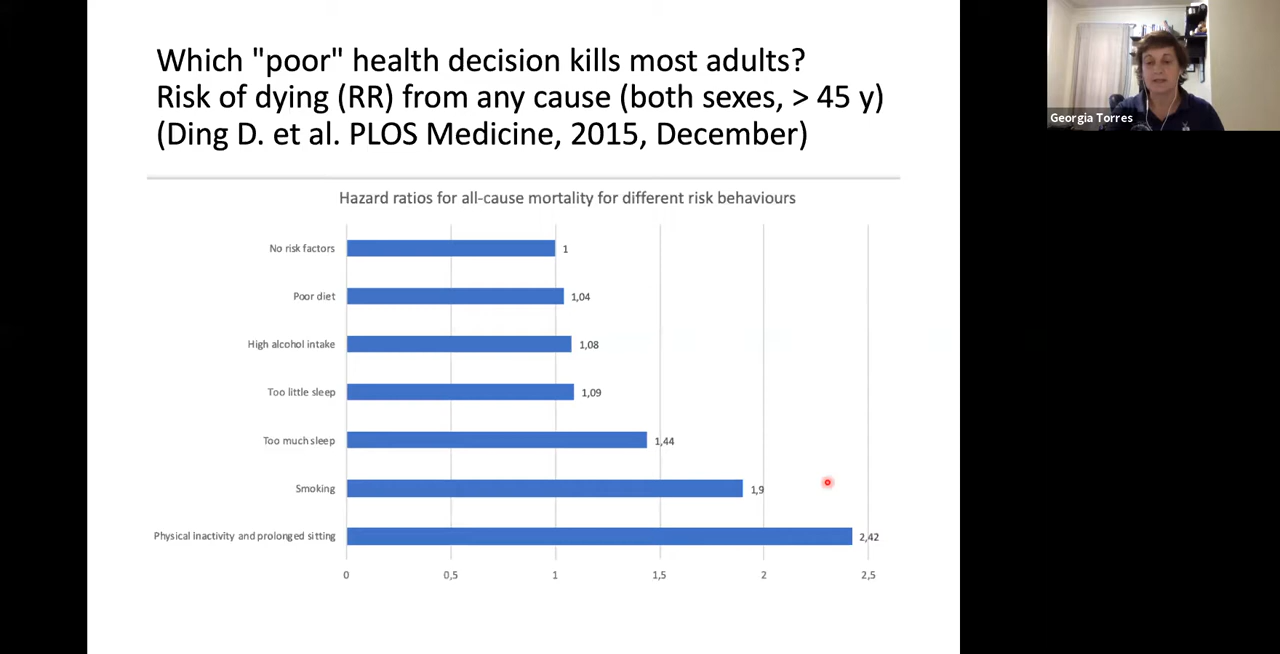 Which "poor" health decision kills most adults?
Risk of dying (RR) from any cause (both sexes, > 45 y)
(Ding D. et al. PLOS Medicine, 2015, December)
Georgia Torres
Hazard ratios for all-cause mortality for different risk behaviours
No risk factors 1
Poor diet 1,04
High alcohol intake 1,08
Too little sleep 1,09
Too much sleep 1,44
Smoking 1,9
Physical inactivity and prolonged sitting 2,42
0 0,5 1 1,5 2 2,5